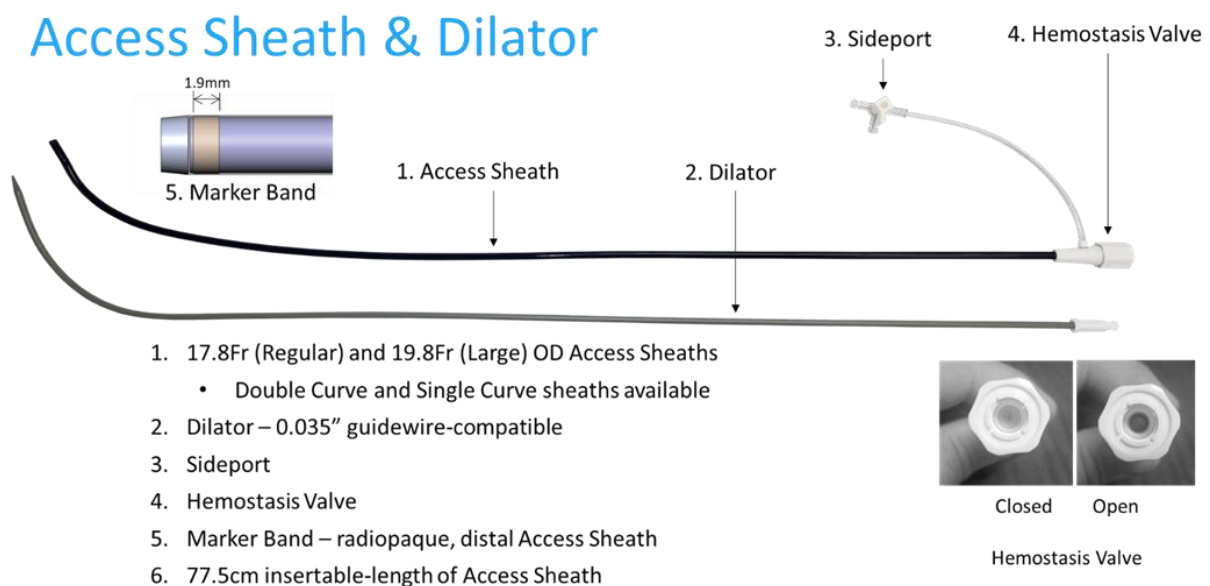 Access Sheath & Dilator
3. Sideport
4. Hemostasis Valve
1.9mm
5. Marker Band
1. Access Sheath
2. Dilator
1. 17.8Fr (Regular) and 19.8Fr (Large) OD Access Sheaths
• Double Curve and Single Curve sheaths available
2. Dilator – 0.035” guidewire-compatible
3. Sideport
4. Hemostasis Valve
5. Marker Band – radiopaque, distal Access Sheath
6. 77.5cm insertable-length of Access Sheath
Closed Open
Hemostasis Valve